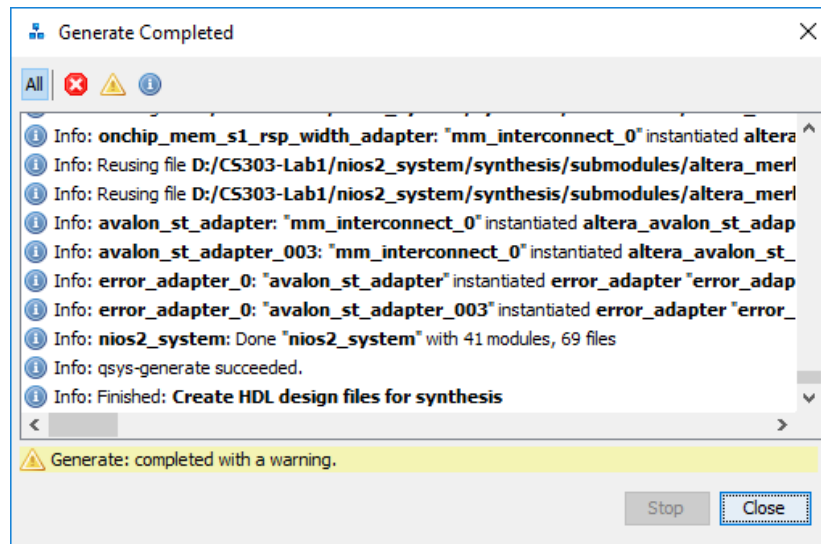 Generate Completed
All
Info: onchip_mem_s1_rsp_width_adapter: "mm_interconnect_0" instantiated altera
Info: Reusing file D:/CS303-Lab1/nios2_system/synthesis/submodules/altera_merl
Info: Reusing file D:/CS303-Lab1/nios2_system/synthesis/submodules/altera_merl
Info: avalon_st_adapter: "mm_interconnect_0" instantiated altera_avalon_st_adap
Info: avalon_st_adapter_003: "mm_interconnect_0" instantiated altera_avalon_st_
Info: error_adapter_0: "avalon_st_adapter" instantiated error_adapter "error_adap
Info: error_adapter_0: "avalon_st_adapter_003" instantiated error_adapter "error_
Info: nios2_system: Done "nios2_system" with 41 modules, 69 files
Info: qsys-generate succeeded.
Info: Finished: Create HDL design files for synthesis
Generate: completed with a warning.
Stop
Close